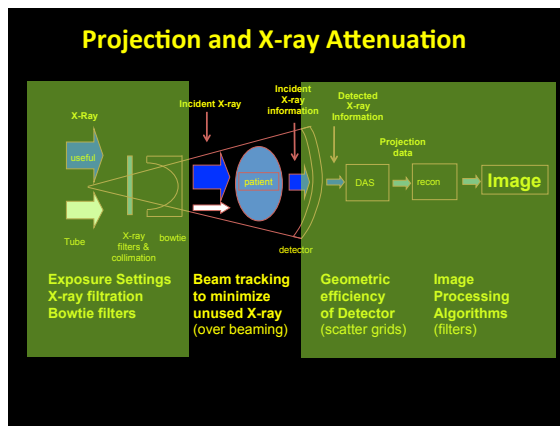 Projection and X-ray Attenuation
X-Ray
Incident X-ray
Incident
X-ray
information
Detected
X-ray
Information
Projection
data
useful
patient
DAS
recon
Image
Tube
X-ray
filters &
collimation
bowtie
detector
Exposure Settings
X-ray filtration
Bowtie filters
Beam tracking
to minimize
unused X-ray
(over beaming)
Geometric
efficiency
of Detector
(scatter grids)
Image
Processing
Algorithms
(filters)